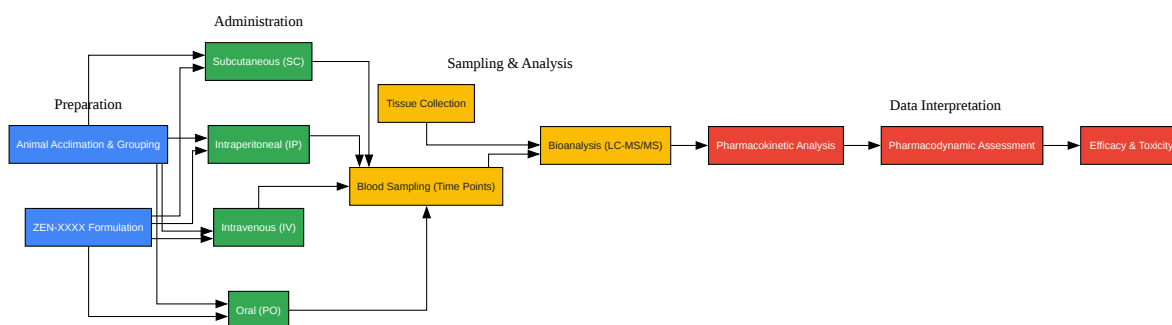 Administration
Subcutaneous (SC)
Sampling & Analysis
Tissue Collection
Preparation
Data Interpretation
Animal Acclimation & Grouping
Intraperitoneal (IP)
Bioanalysis (LC-MS/MS)
Pharmacokinetic Analysis
Pharmacodynamic Assessment
Efficacy & Toxicity
Blood Sampling (Time Points)
ZEN-XXXX Formulation
Intravenous (IV)
Oral (PO)